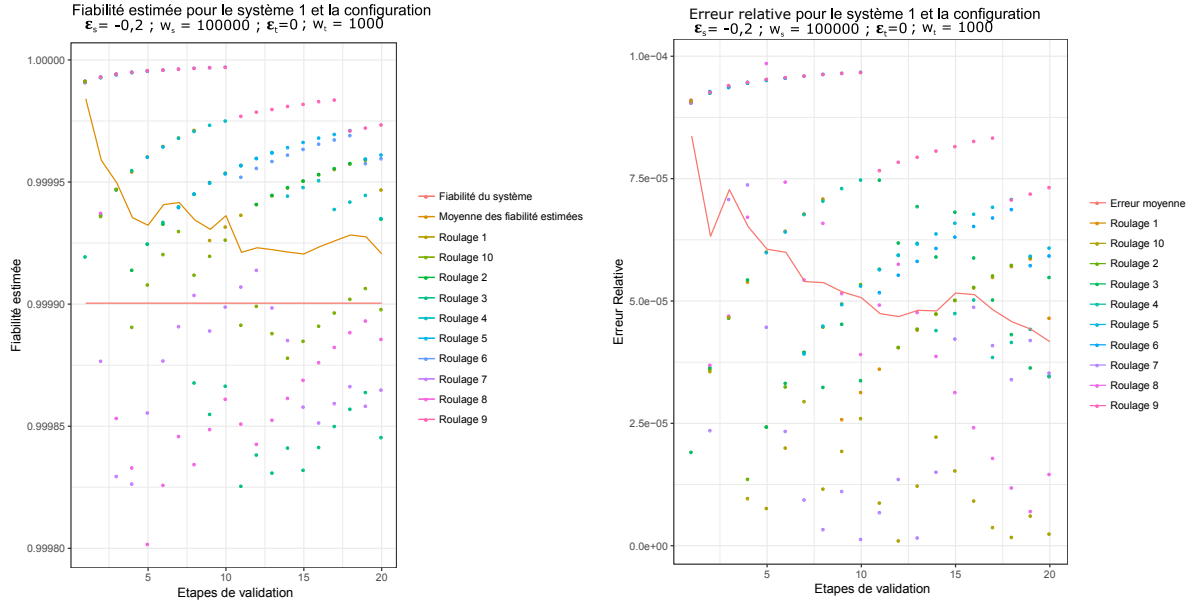 Fiabilité estimée pour le système 1 et la configuration
εs= -0,2 ; ws = 100000 ; εt=0 ; wt = 1000
1.00000
0.99995
0.99990
0.99985
0.99980
Fiabilité estimée
5
10
15
20
Etapes de validation
Fiabilité du système
Moyenne des fiabilité estimées
Roulage 1
Roulage 10
Roulage 2
Roulage 3
Roulage 4
Roulage 5
Roulage 6
Roulage 7
Roulage 8
Roulage 9
Erreur relative pour le système 1 et la configuration
εs= -0,2 ; ws = 100000 ; εt=0 ; wt = 1000
1.0e-04
7.5e-05
5.0e-05
2.5e-05
0.0e+00
Erreur Relative
5
10
15
20
Etapes de validation
Erreur moyenne
Roulage 1
Roulage 10
Roulage 2
Roulage 3
Roulage 4
Roulage 5
Roulage 6
Roulage 7
Roulage 8
Roulage 9